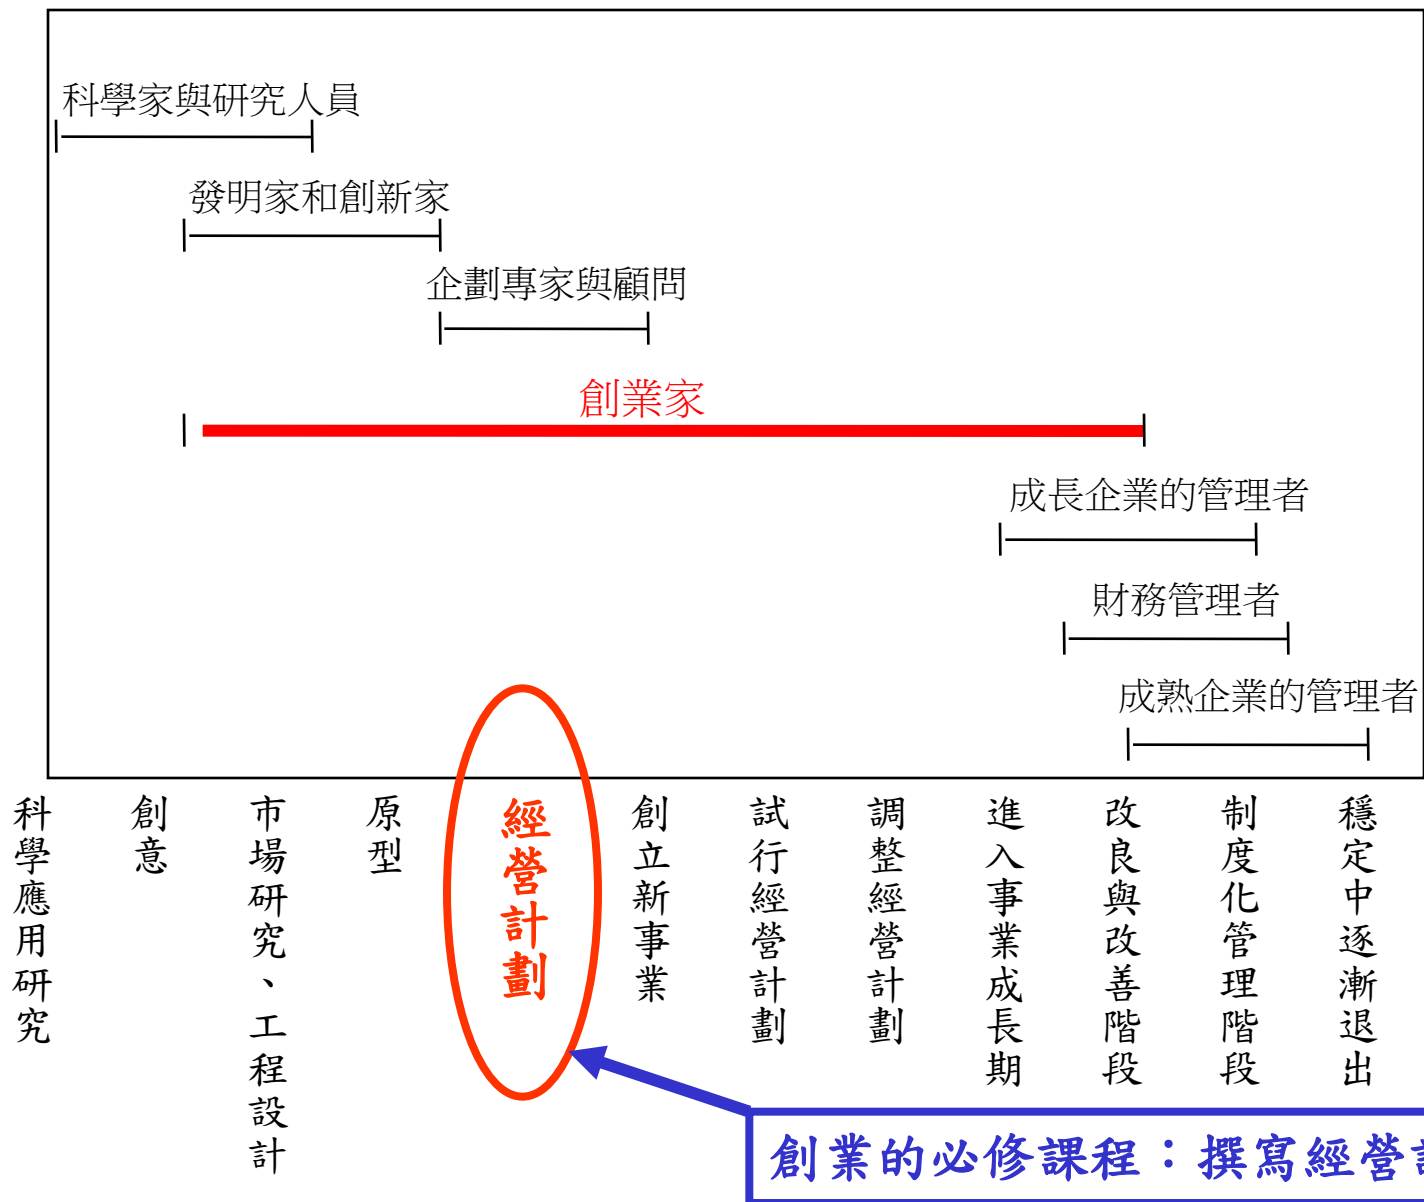 科學家與研究人員
發明家和創新家
企劃專家與顧問
創業家
成長企業的管理者
財務管理者
成熟企業的管理者
科學應用研究
創意
市場研究、工程設計
原型
經營計劃
創立新事業
試行經營計劃
調整經營計劃
進入事業成長期
改良與改善階段
制度化管理階段
穩定中逐漸退出
創業的必修課程：撰寫經營